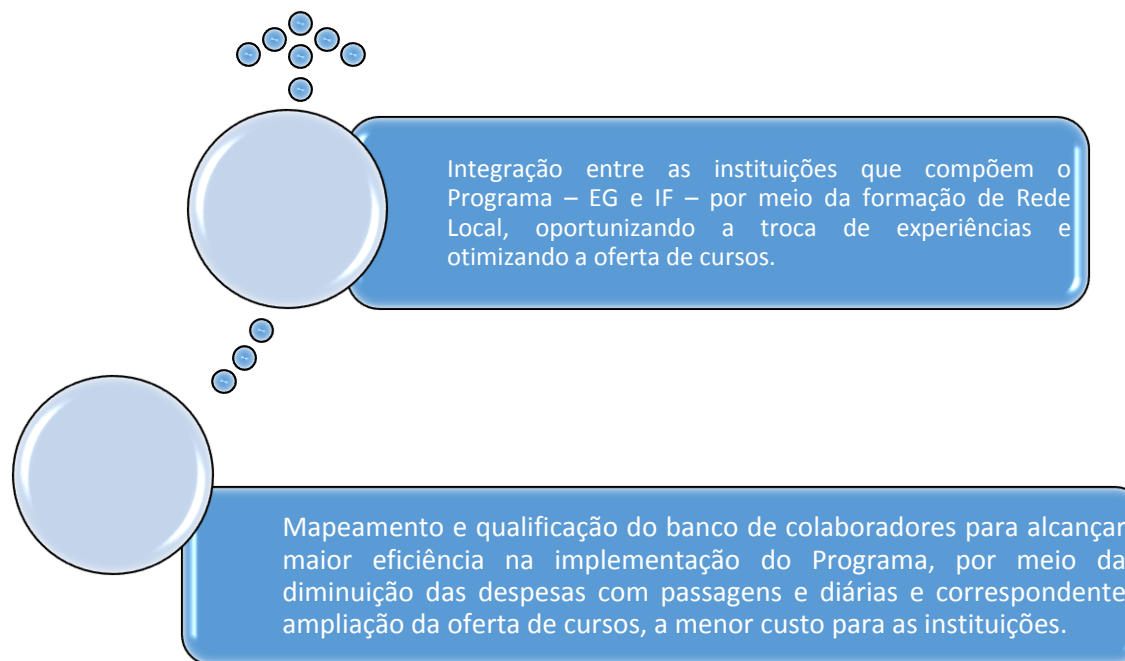 Integração entre as instituições que compõem o
Programa – EG e IF – por meio da formação de Rede
Local, oportunizando a troca de experiências e
otimizando a oferta de cursos.
Mapeamento e qualificação do banco de colaboradores para alcançar
maior eficiência na implementação do Programa, por meio da
diminuição das despesas com passagens e diárias e correspondente
ampliação da oferta de cursos, a menor custo para as instituições.